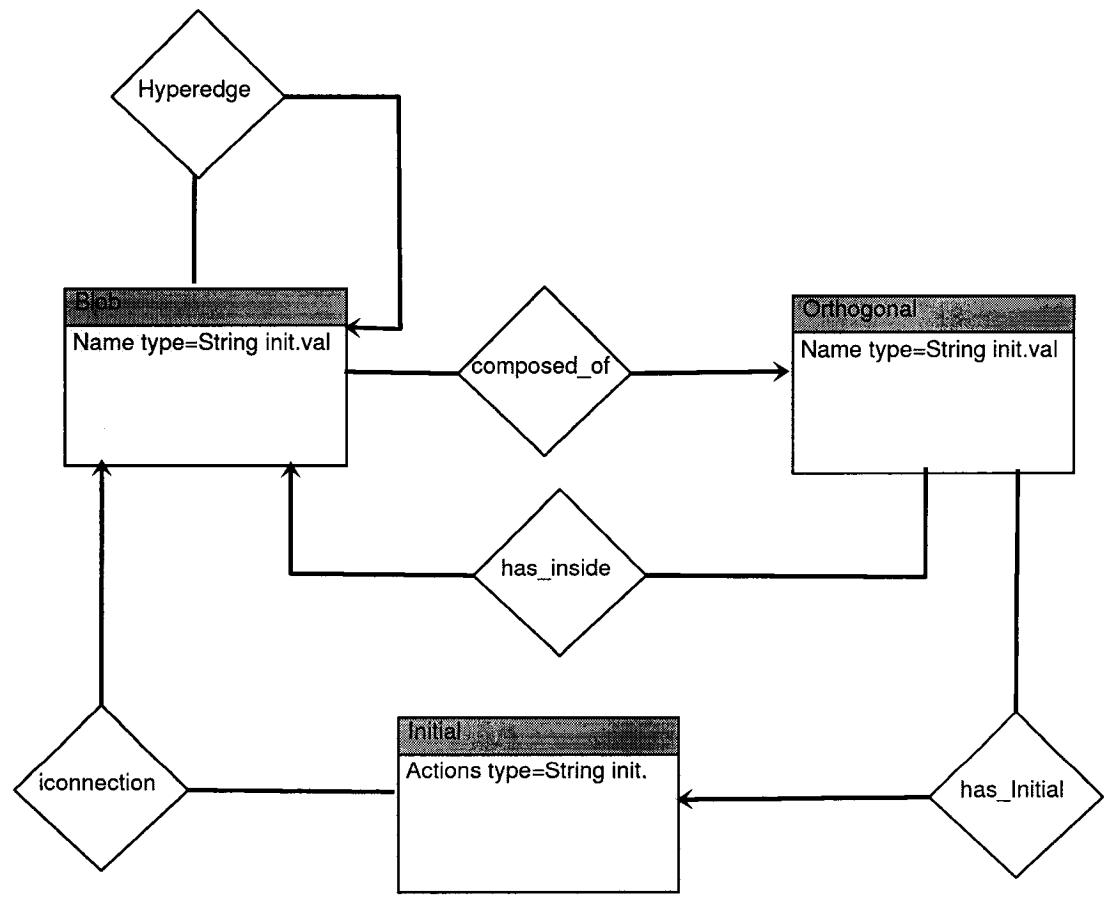 Hyperedge
Blob
Name type=String init.val
composed_of
Orthogonal
Name type=String init.val
has_inside
iconnection
Initial
Actions type=String init.
has_Initial